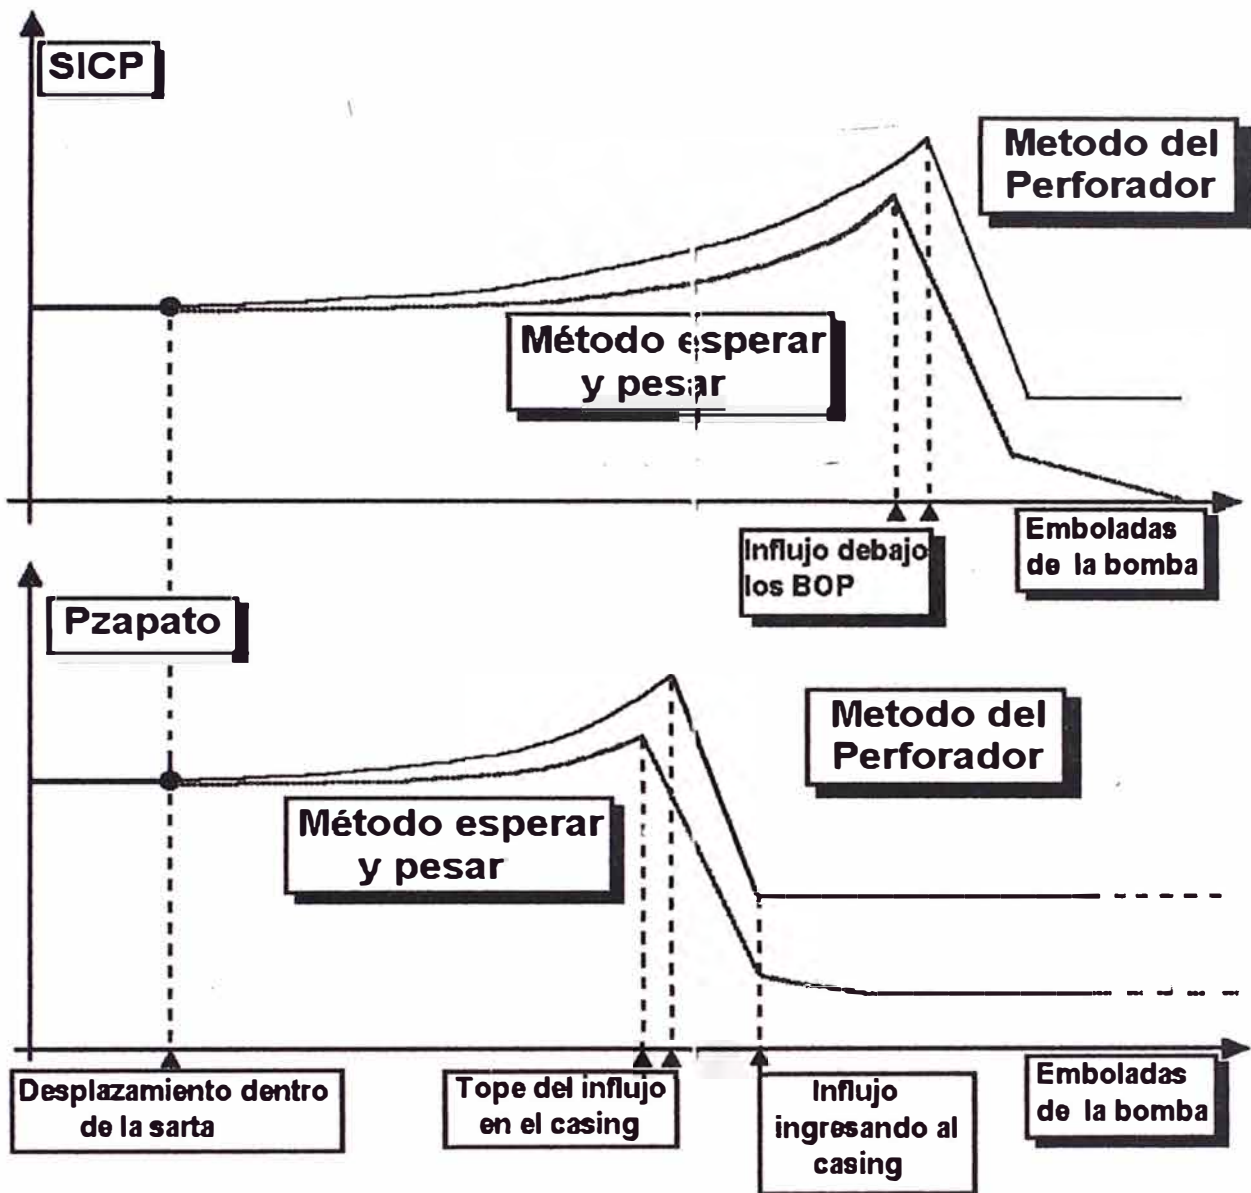 SICP
Metodo del
Perforador
Método esperar
y pesar
Influjo debajo
los BOP
Emboladas
de la bomba
Pzapato
Metodo del
Perforador
Método esperar
y pesar
Desplazamiento dentro
de la sarta
Tope del influjo
en el casing
Influjo
ingresando al
casing
Emboladas
de la bomba